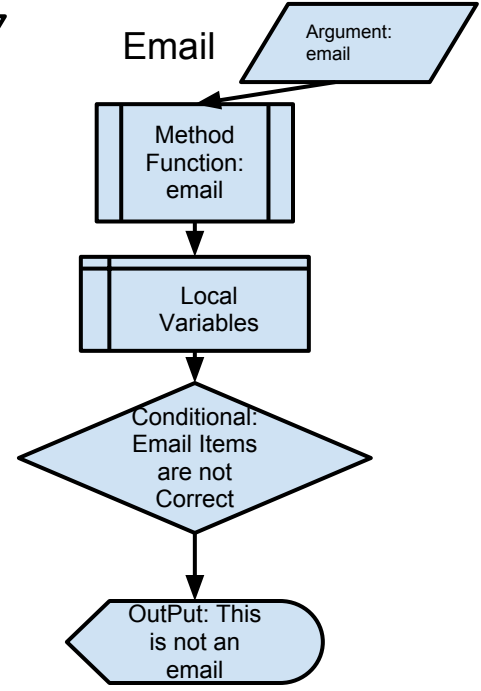 Email
Argument:
email
Method
Function:
email
Local
Variables
Conditional:
Email Items
are not
Correct
OutPut: This
is not an
email